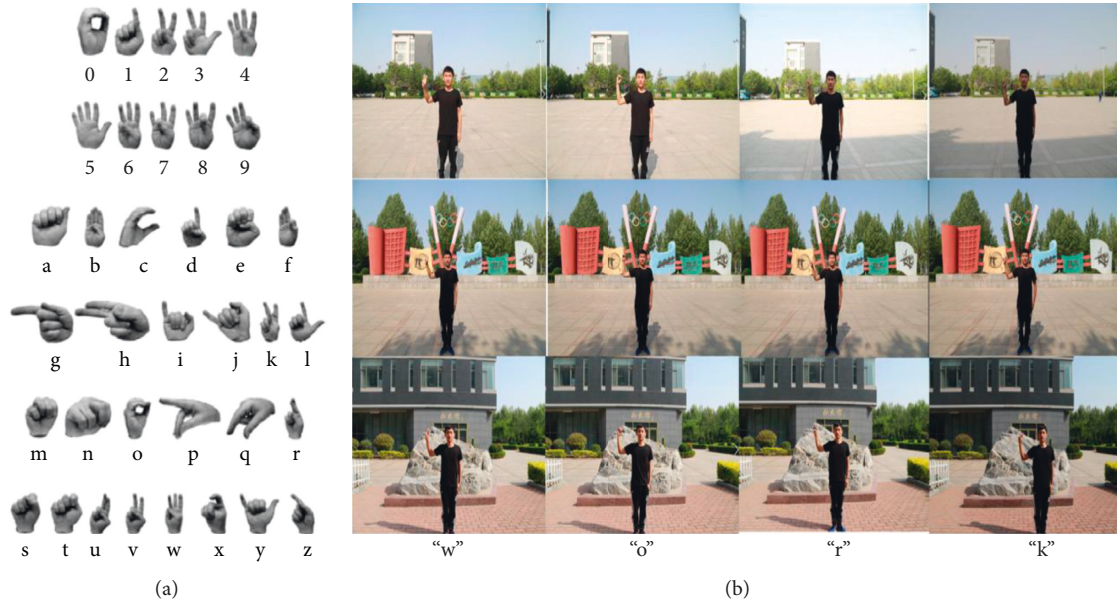 0 1 2 3 4
5 6 7 8 9
a b c d e f
g h i j k l
m n o p q r
s t u v w x y z
(a)
“w” “o” “r” “k”
(b)